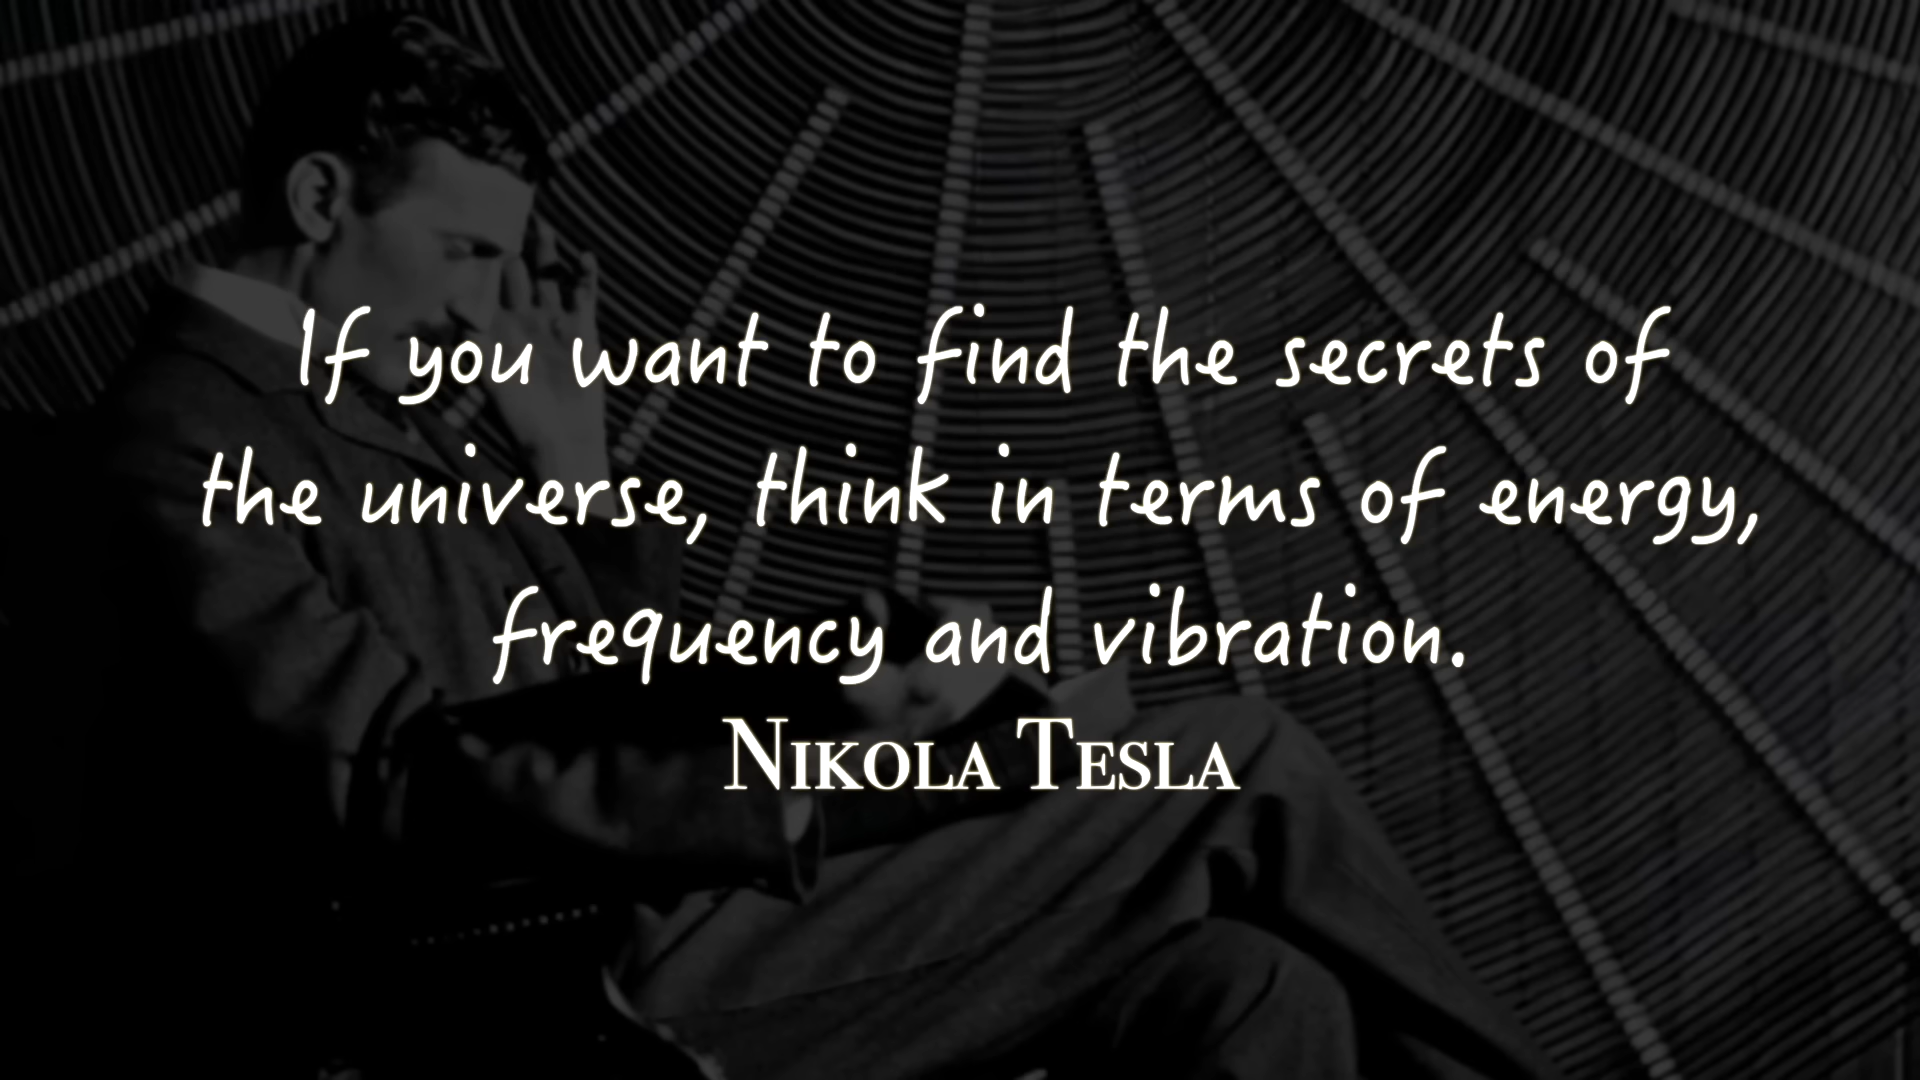 If you want to find the secrets of
the universe, think in terms of energy,
frequency and vibration.
Nikola Tesla